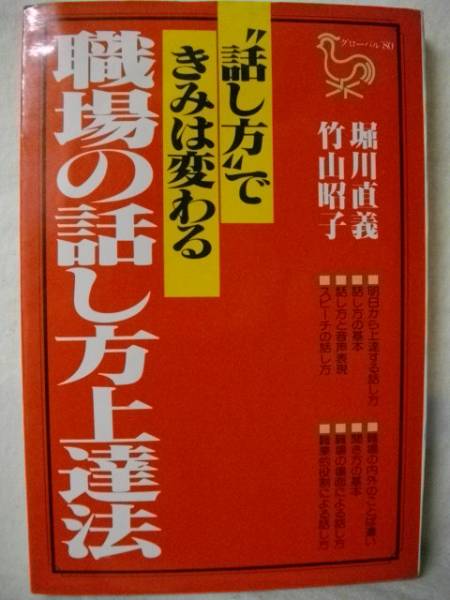 グローバル'80
堀川直義
竹山昭子
"話し方"で
きみは変わる
職場の話し方上達法
■明日から上達する話し方
■話し方の基本
■話し方と音声表現
■スピーチの話し方
■職場の内外のことば遣い
■聞き方の基本
■職場の場面による話し方
■職業的役割による話し方